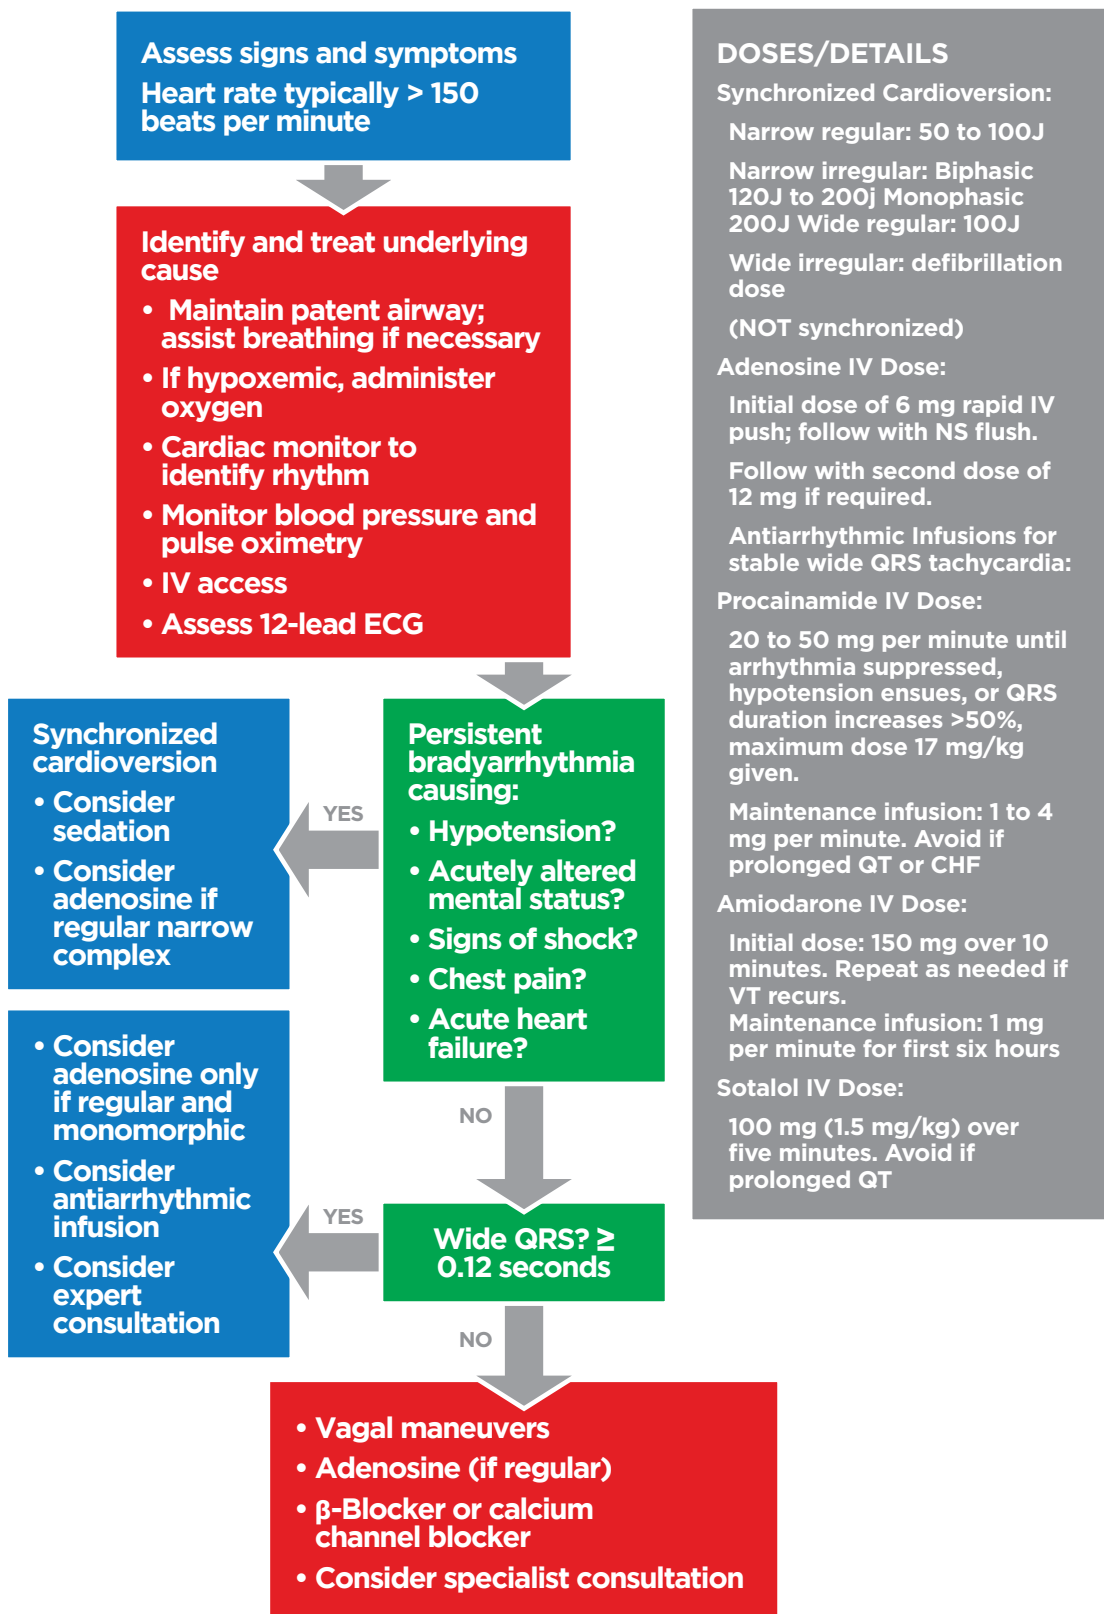 Assess signs and symptoms
Heart rate typically > 150
beats per minute
Identify and treat underlying
cause
• Maintain patent airway;
assist breathing if necessary
• If hypoxemic, administer
oxygen
• Cardiac monitor to
identify rhythm
• Monitor blood pressure and
pulse oximetry
• IV access
• Assess 12-lead ECG
Persistent
bradyarrhythmia
causing:
• Hypotension?
• Acutely altered
mental status?
• Signs of shock?
• Chest pain?
• Acute heart
failure?
YES
Synchronized
cardioversion
• Consider
sedation
• Consider
adenosine if
regular narrow
complex
NO
Wide QRS? ≥
0.12 seconds
YES
• Consider
adenosine only
if regular and
monomorphic
• Consider
antiarrhythmic
infusion
• Consider
expert
consultation
NO
• Vagal maneuvers
• Adenosine (if regular)
• β-Blocker or calcium
channel blocker
• Consider specialist consultation
DOSES/DETAILS
Synchronized Cardioversion:
Narrow regular: 50 to 100J
Narrow irregular: Biphasic
120J to 200j Monophasic
200J Wide regular: 100J
Wide irregular: defibrillation
dose
(NOT synchronized)
Adenosine IV Dose:
Initial dose of 6 mg rapid IV
push; follow with NS flush.
Follow with second dose of
12 mg if required.
Antiarrhythmic Infusions for
stable wide QRS tachycardia:
Procainamide IV Dose:
20 to 50 mg per minute until
arrhythmia suppressed,
hypotension ensues, or QRS
duration increases >50%,
maximum dose 17 mg/kg
given.
Maintenance infusion: 1 to 4
mg per minute. Avoid if
prolonged QT or CHF
Amiodarone IV Dose:
Initial dose: 150 mg over 10
minutes. Repeat as needed if
VT recurs.
Maintenance infusion: 1 mg
per minute for first six hours
Sotalol IV Dose:
100 mg (1.5 mg/kg) over
five minutes. Avoid if
prolonged QT